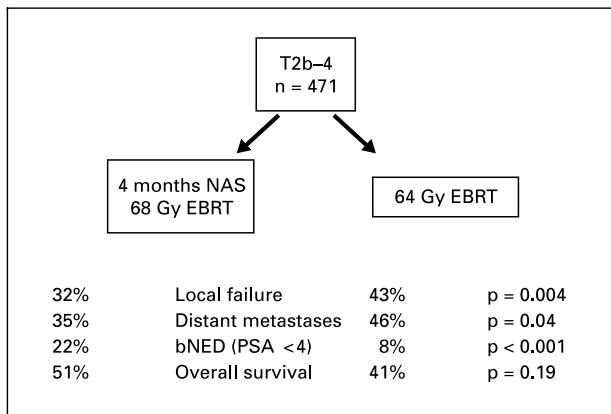 T2b–4
n = 471
4 months NAS
68 Gy EBRT
64 Gy EBRT
32% Local failure 43% p = 0.004
35% Distant metastases 46% p = 0.04
22% bNED (PSA <4) 8% p < 0.001
51% Overall survival 41% p = 0.19